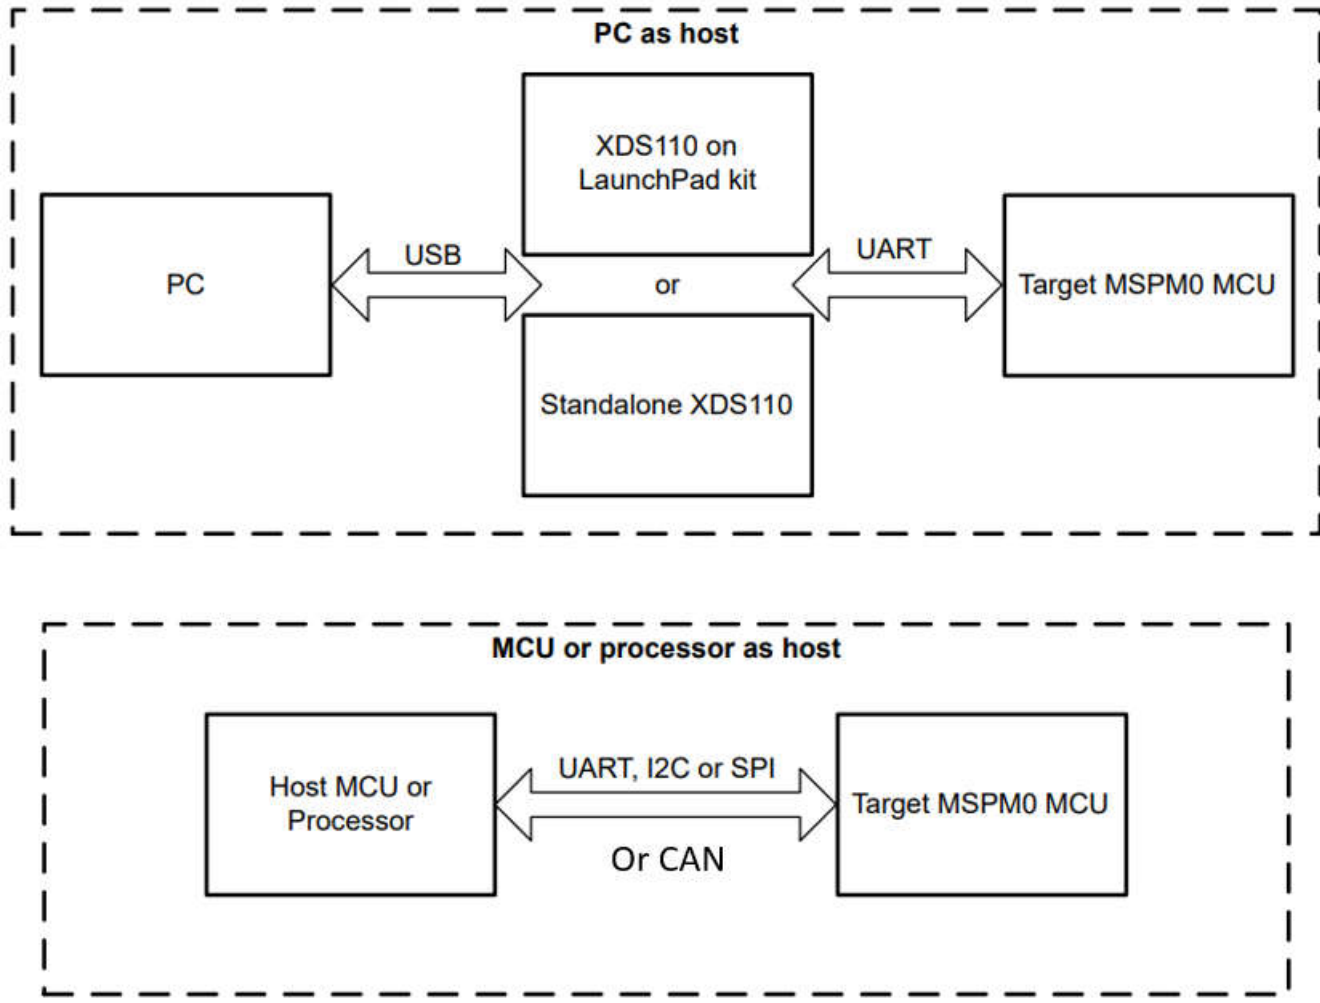 PC as host
XDS110 on
LaunchPad kit
PC
USB
or
UART
Target MSPM0 MCU
Standalone XDS110
MCU or processor as host
Host MCU or
Processor
UART, I2C or SPI
Or CAN
Target MSPM0 MCU